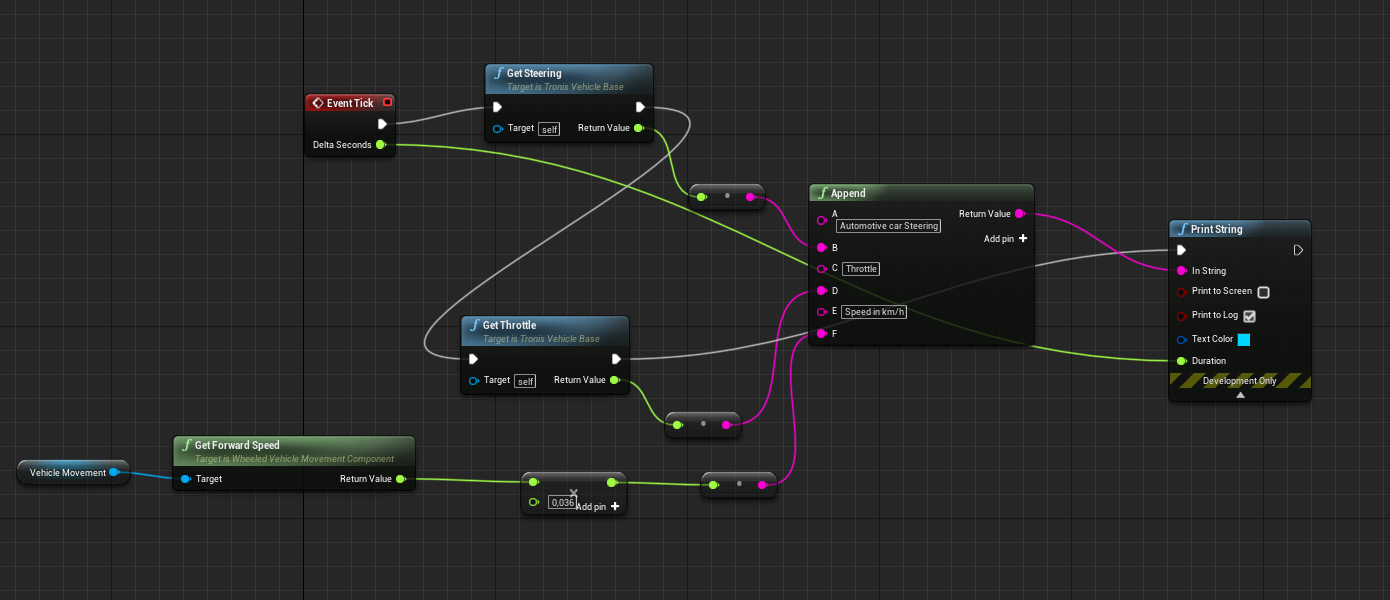 Event Tick
Delta Seconds
f Get Steering
Target is Tronis Vehicle Base
Target self Return Value
f Append
A Return Value
Automotive car Steering
Add pin +
B
C Throttle
D
E Speed in km/h
F
f Print String
In String
Print to Screen
Print to Log
Text Color
Duration
Development Only
f Get Throttle
Target is Tronis Vehicle Base
Target self Return Value
Vehicle Movement
f Get Forward Speed
Target is Wheeled Vehicle Movement Component
Target Return Value
0,036 Add pin +